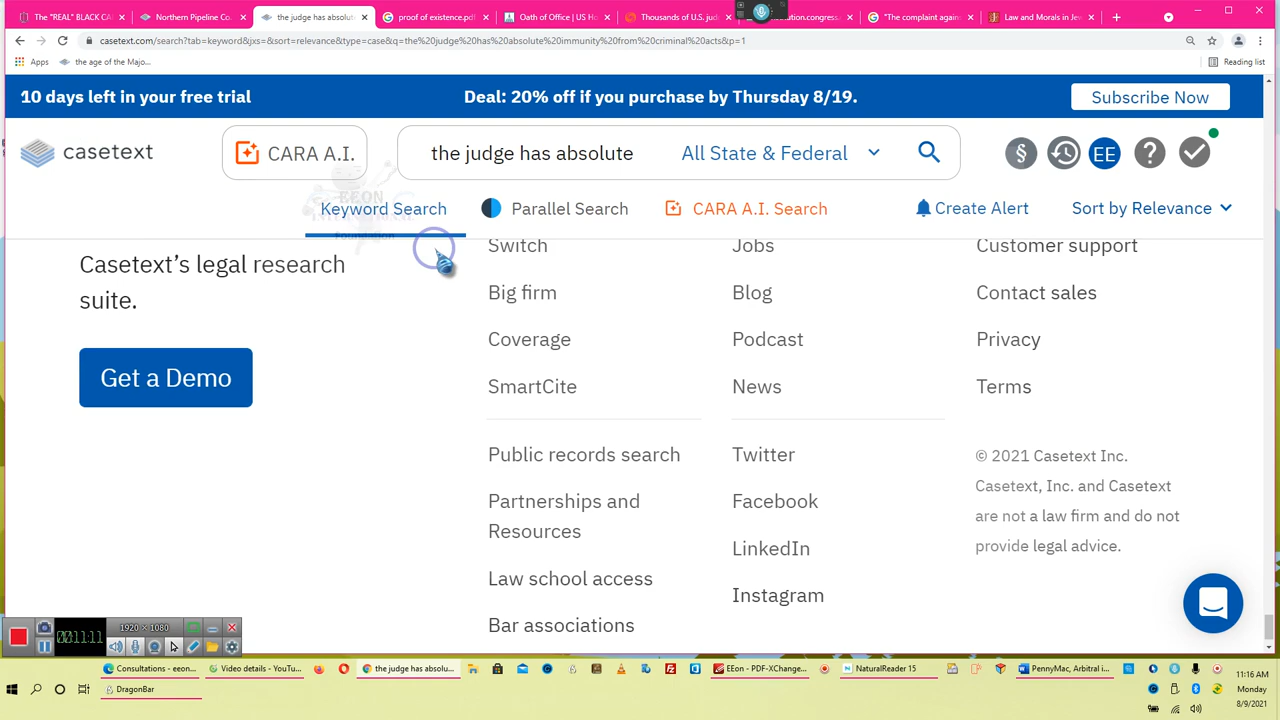 The "REAL" BLACK CA
Northern Pipeline Co.
the judge has absolut
proof of existence.pdf
Oath of Office | US Ho
Thousands of U.S. jud
ution.congress
"The complaint agains
Law and Morals in Jew
casetext.com/search?tab=keyword&jxs=&sort=relevance&type=case&q=the%20judge%20has%20absolute%20immunity%20from%20criminal%20acts&p=1
Apps
the age of the Majo...
Reading list
10 days left in your free trial
Deal: 20% off if you purchase by Thursday 8/19.
Subscribe Now
casetext
CARA A.I.
the judge has absolute
All State & Federal
§
EE
?
KEON
Foundation
Keyword Search
Parallel Search
CARA A.I. Search
Create Alert
Sort by Relevance
Casetext's legal research
suite.
Get a Demo
Switch
Big firm
Coverage
SmartCite
Public records search
Partnerships and
Resources
Law school access
Bar associations
Jobs
Blog
Podcast
News
Twitter
Facebook
LinkedIn
Instagram
Customer support
Contact sales
Privacy
Terms
© 2021 Casetext Inc.
Casetext, Inc. and Casetext
are not a law firm and do not
provide legal advice.
1920 × 1080
Consultations - eeon...
Video details - YouTu...
the judge has absolu...
EEon - PDF-XChange...
NaturalReader 15
PennyMac, Arbitral i...
DragonBar
11:16 AM
Monday
8/9/2021